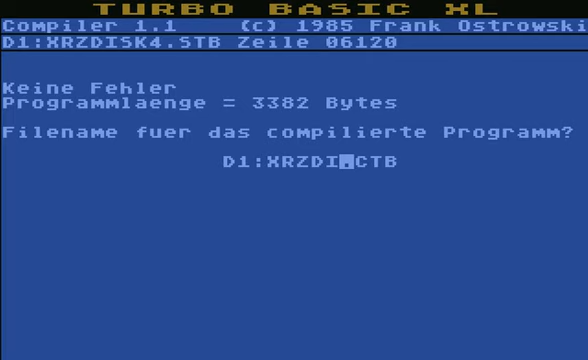 TURBO BASIC XL
Compiler 1.1 (c) 1985 Frank Ostrowski
D1:XRZDISK4.STB Zeile 06120
Keine Fehler
Programmlaenge = 3382 Bytes
Filename fuer das compilierte Programm?
D1:XRZDI.CTB